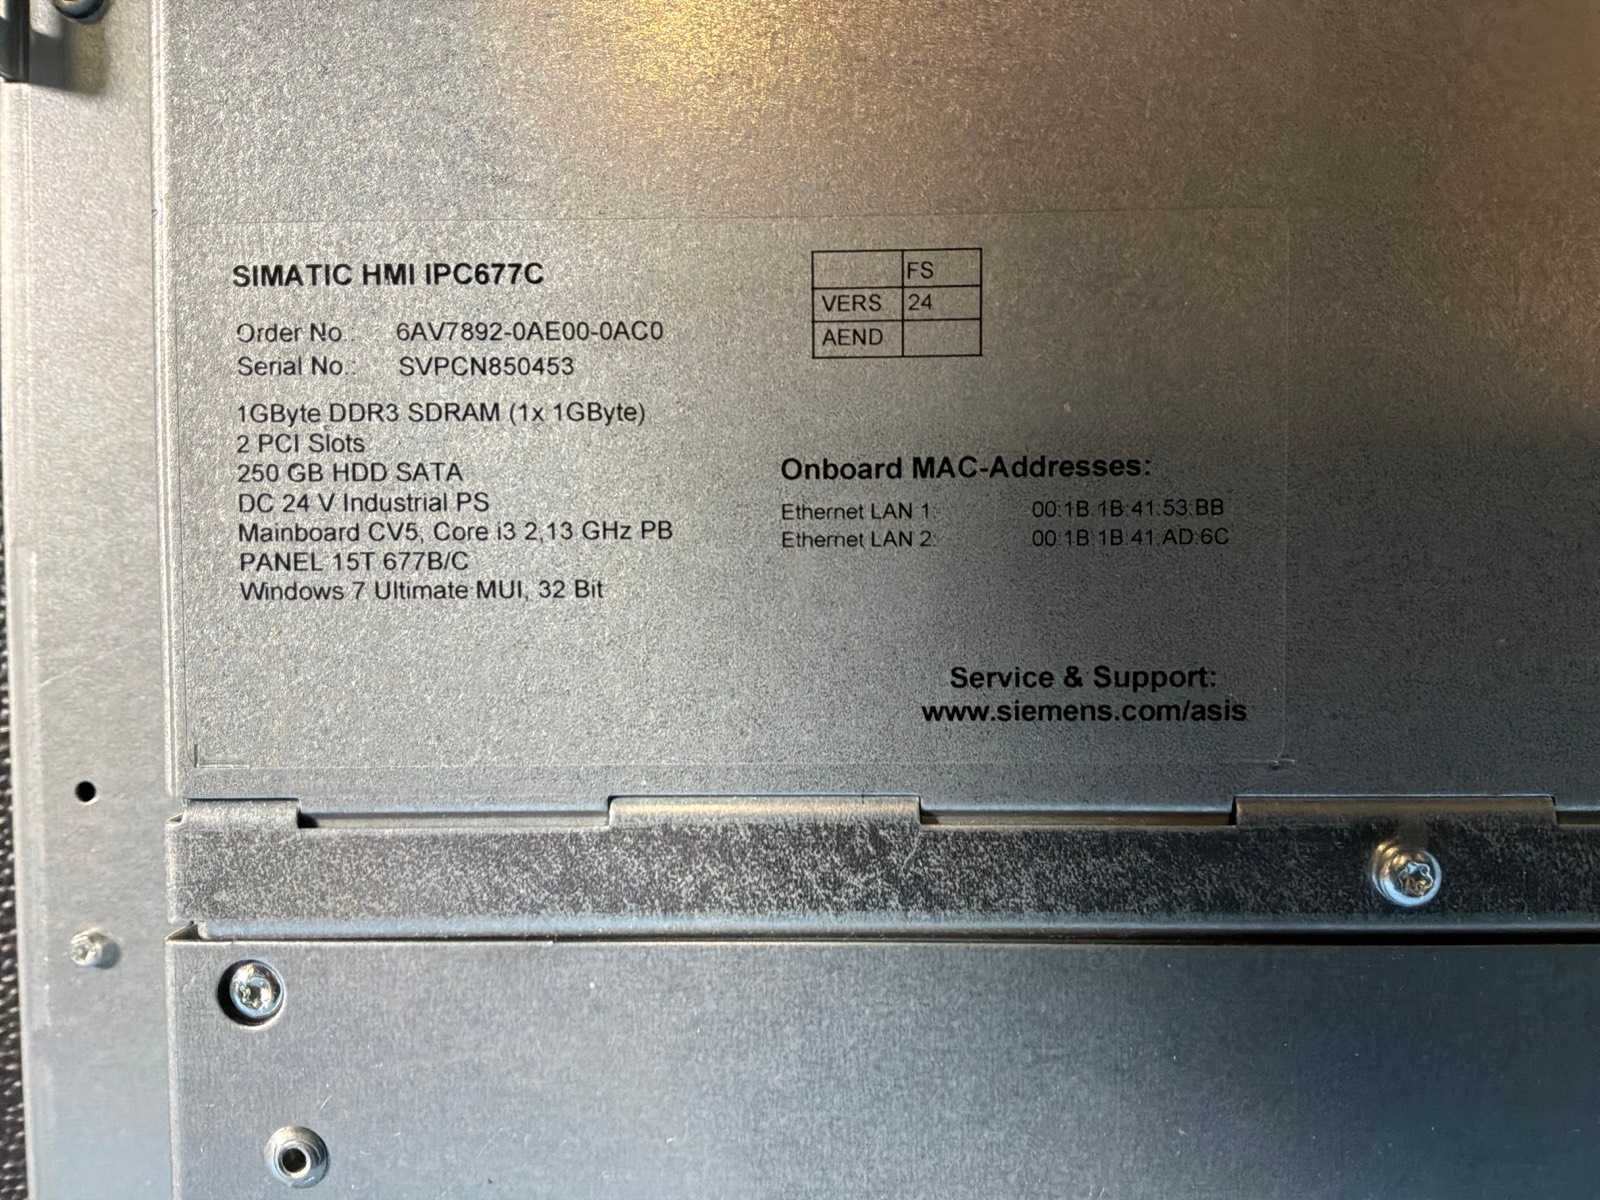 SIMATIC HMI IPC677C
Order No.: 6AV7892-0AE00-0AC0
Serial No.: SVPCN850453
1GByte DDR3 SDRAM (1x 1GByte)
2 PCI Slots
250 GB HDD SATA
DC 24 V Industrial PS
Mainboard CV5, Core i3 2,13 GHz PB
PANEL 15T 677B/C
Windows 7 Ultimate MUI, 32 Bit
FS
VERS 24
AEND
Onboard MAC-Addresses:
Ethernet LAN 1: 00:1B:1B:41:53:BB
Ethernet LAN 2: 00:1B:1B:41:AD:6C
Service & Support:
www.siemens.com/asis